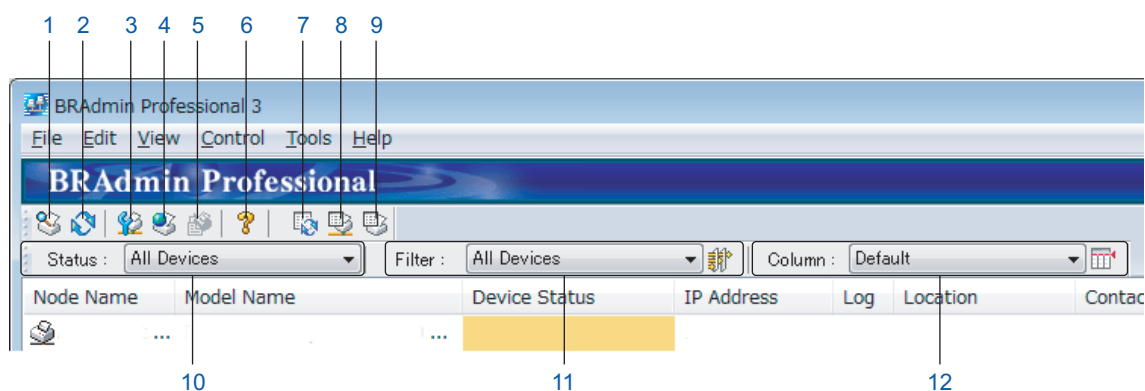 1 2 3 4 5 6 7 8 9
BRAdmin Professional 3
File Edit View Control Tools Help
BRAdmin Professional
Status : All Devices Filter : All Devices Column : Default
Node Name Model Name Device Status IP Address Log Location Contac
... ...
10 11 12